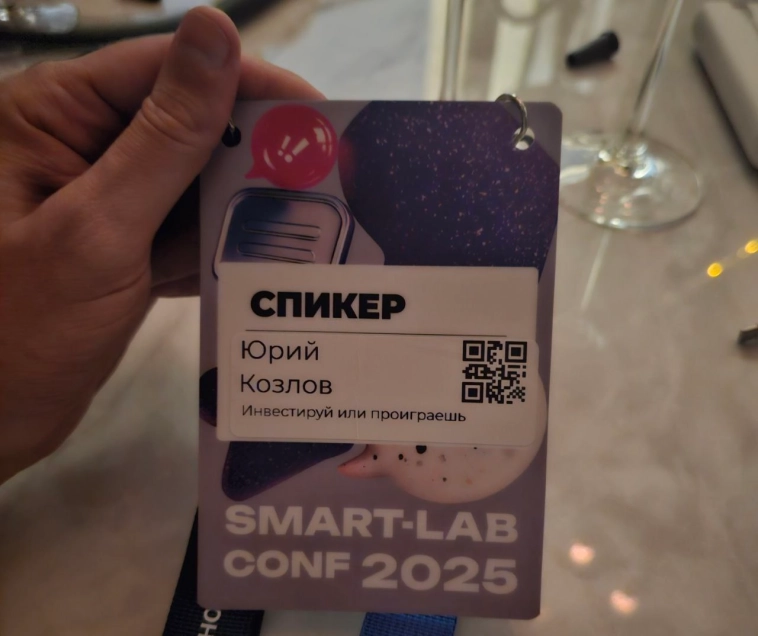 СПИКЕР
Юрий
Козлов
Инвестируй или проиграешь
SMART-LAB
CONF 2025